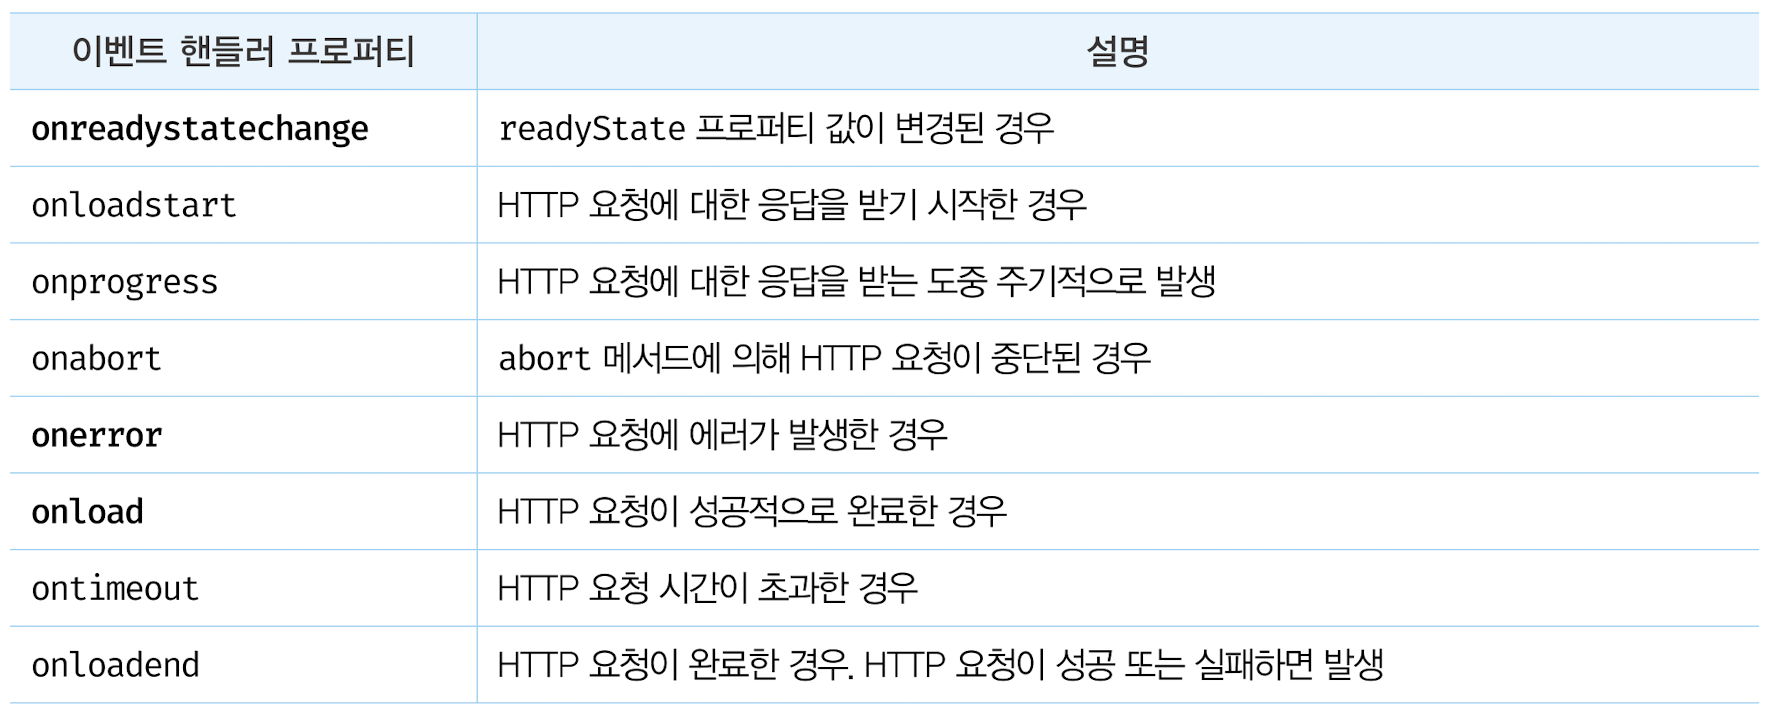 이벤트 핸들러 프로퍼티 설명
onreadystatechange readyState 프로퍼티 값이 변경된 경우
onloadstart HTTP 요청에 대한 응답을 받기 시작한 경우
onprogress HTTP 요청에 대한 응답을 받는 도중 주기적으로 발생
onabort abort 메서드에 의해 HTTP 요청이 중단된 경우
onerror HTTP 요청에 에러가 발생한 경우
onload HTTP 요청이 성공적으로 완료한 경우
ontimeout HTTP 요청 시간이 초과한 경우
onloadend HTTP 요청이 완료한 경우. HTTP 요청이 성공 또는 실패하면 발생